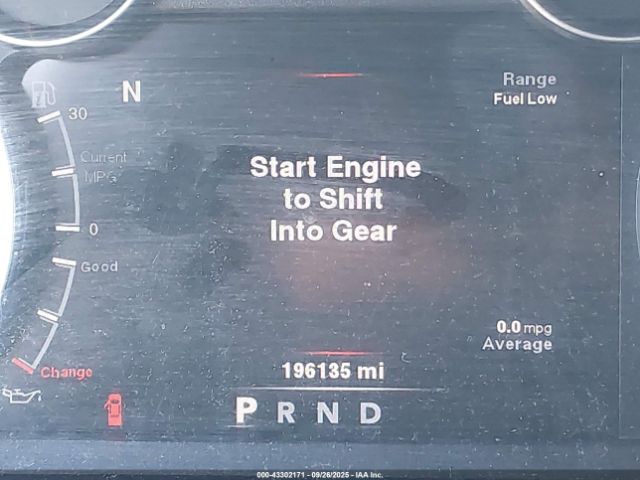 N
Range
Fuel Low
30
Current
MPG
0
Start Engine
to Shift
Into Gear
Good
0.0 mpg
Average
Change
196135 mi
P R N D
000-43302171 - 09/26/2025 - IAA Inc.